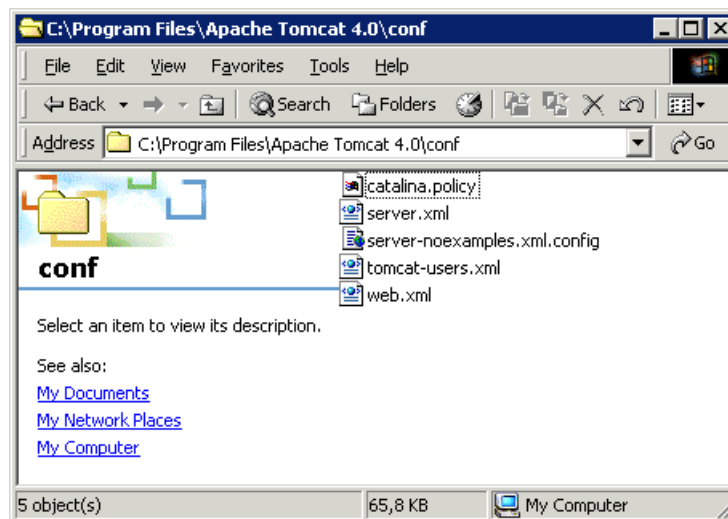 C:\Program Files\Apache Tomcat 4.0\conf
File Edit View Favorites Tools Help
Back Search Folders
Address C:\Program Files\Apache Tomcat 4.0\conf Go
catalina.policy
server.xml
server-noexamples.xml.config
tomcat-users.xml
web.xml
conf
Select an item to view its description.
See also:
My Documents
My Network Places
My Computer
5 object(s) 65,8 KB My Computer